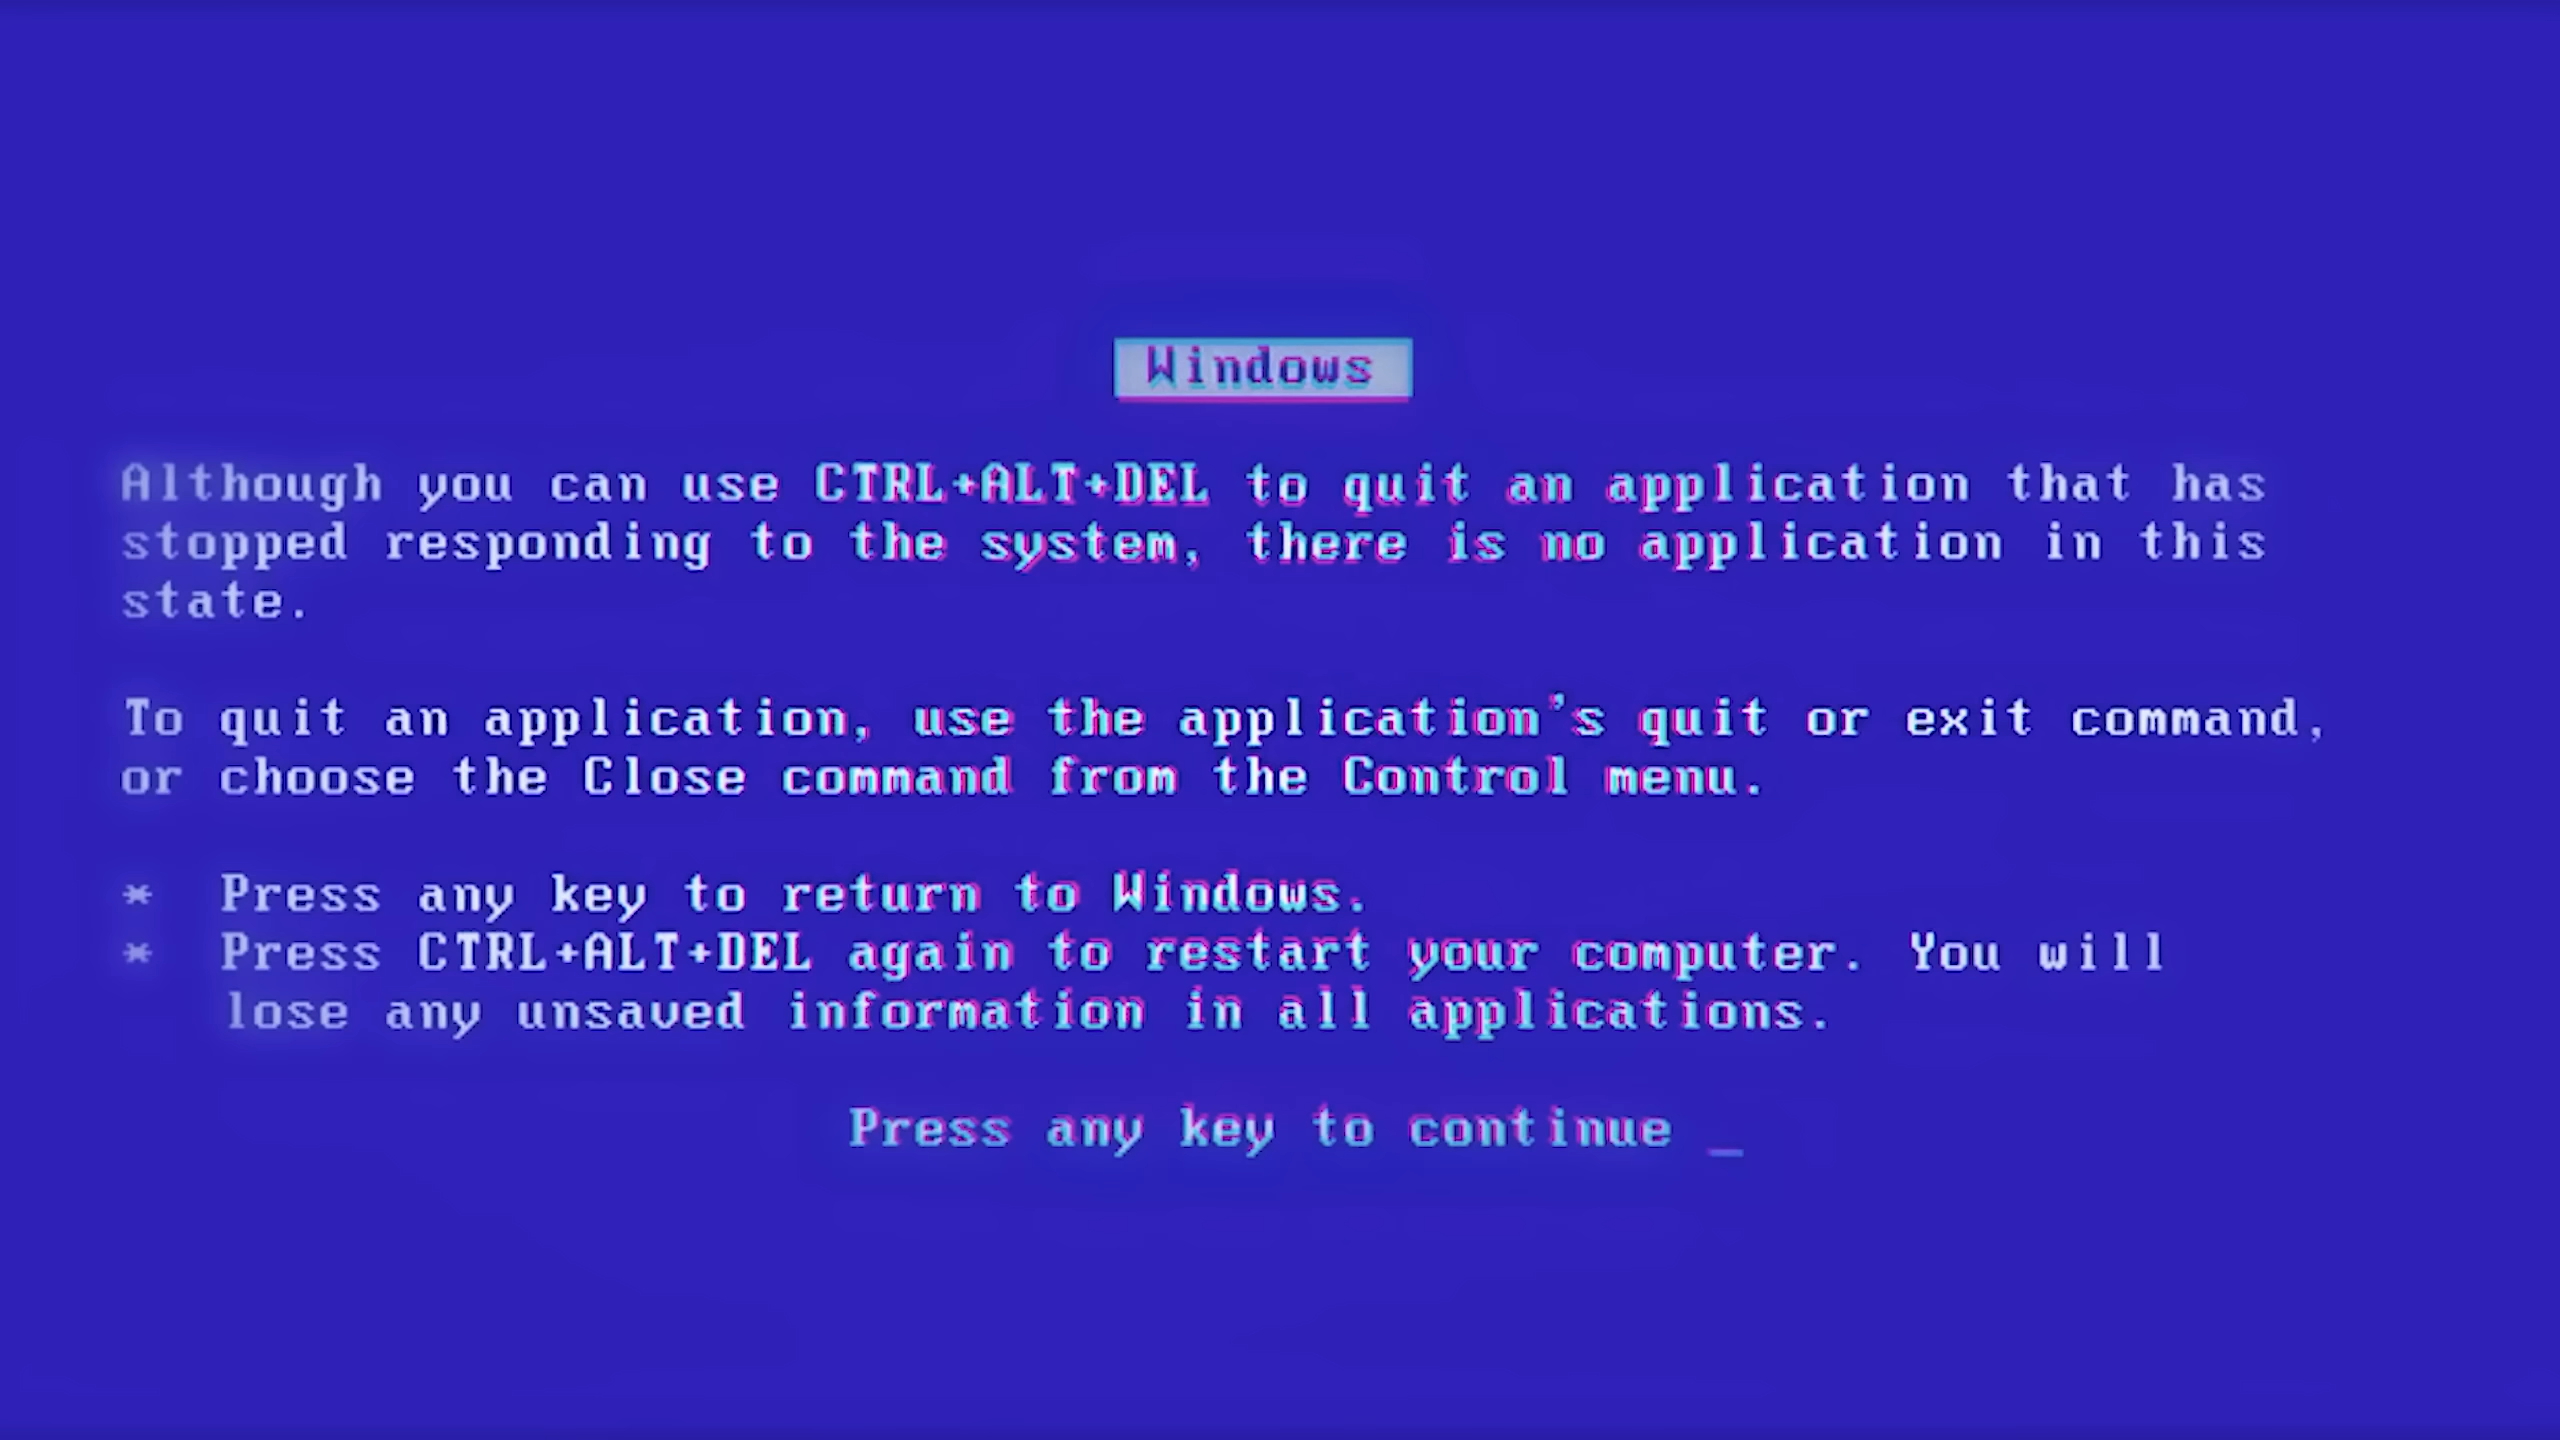 Windows
Although you can use CTRL+ALT+DEL to quit an application that has
stopped responding to the system, there is no application in this
state.
To quit an application, use the application's quit or exit command,
or choose the Close command from the Control menu.
* Press any key to return to Windows.
* Press CTRL+ALT+DEL again to restart your computer. You will
lose any unsaved information in all applications.
Press any key to continue _